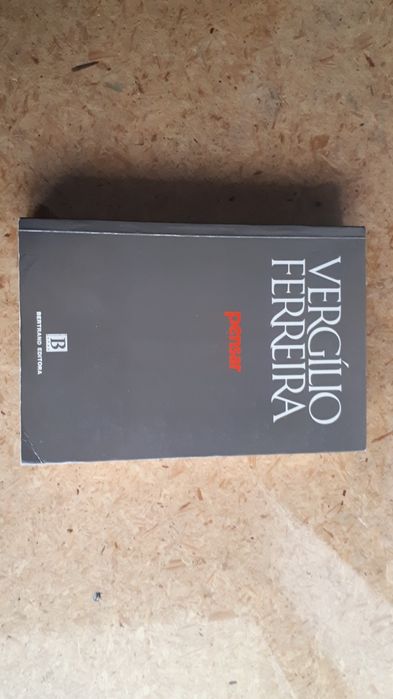 VERGÍLIO
FERREIRA
pensar
B
BERTRAND EDITORA